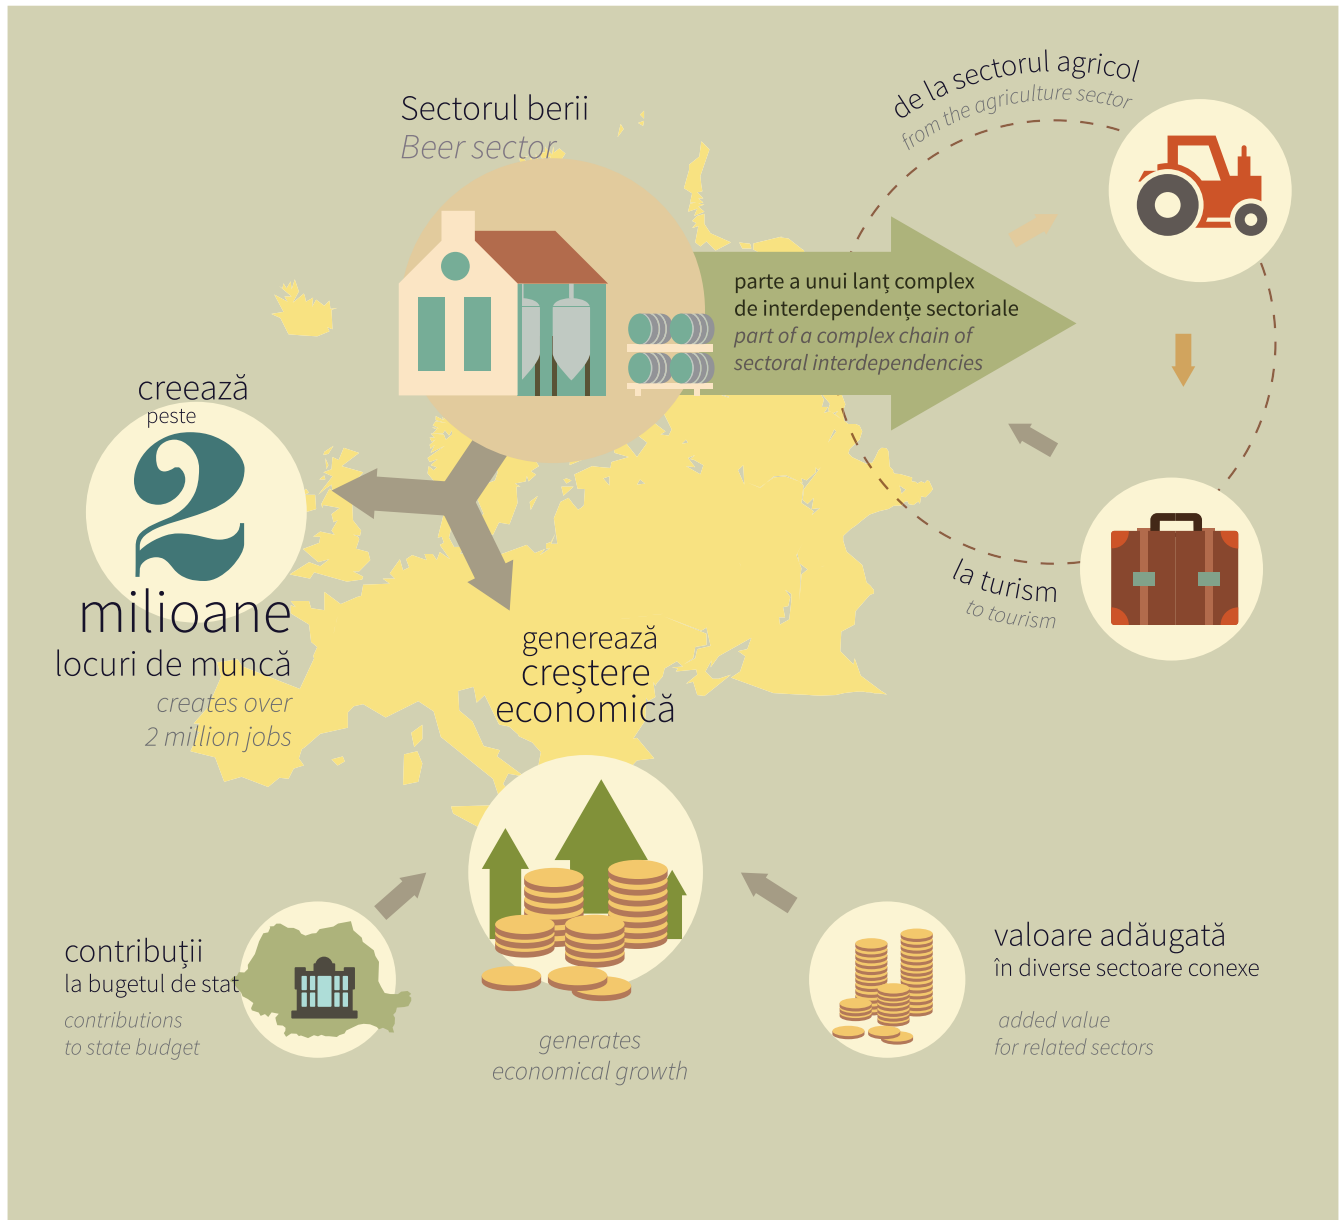 Sectorul berii
Beer sector
de la sectorul agricol
from the agriculture sector
parte a unui lanț complex
de interdependențe sectoriale
part of a complex chain of
sectoral interdependencies
creează
peste
2
milioane
locuri de muncă
creates over
2 million jobs
la turism
to tourism
generează
creștere
economică
generates
economical growth
contribuții
la bugetul de stat
contributions
to state budget
valoare adăugată
în diverse sectoare conexe
added value
for related sectors